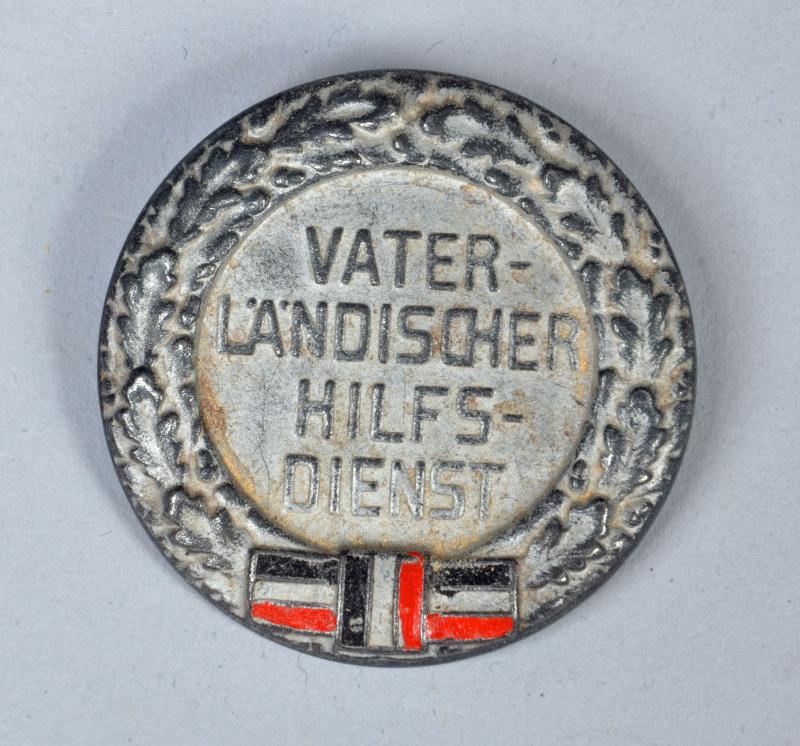 VATER-
LÄNDISCHER
HILFS-
DIENST